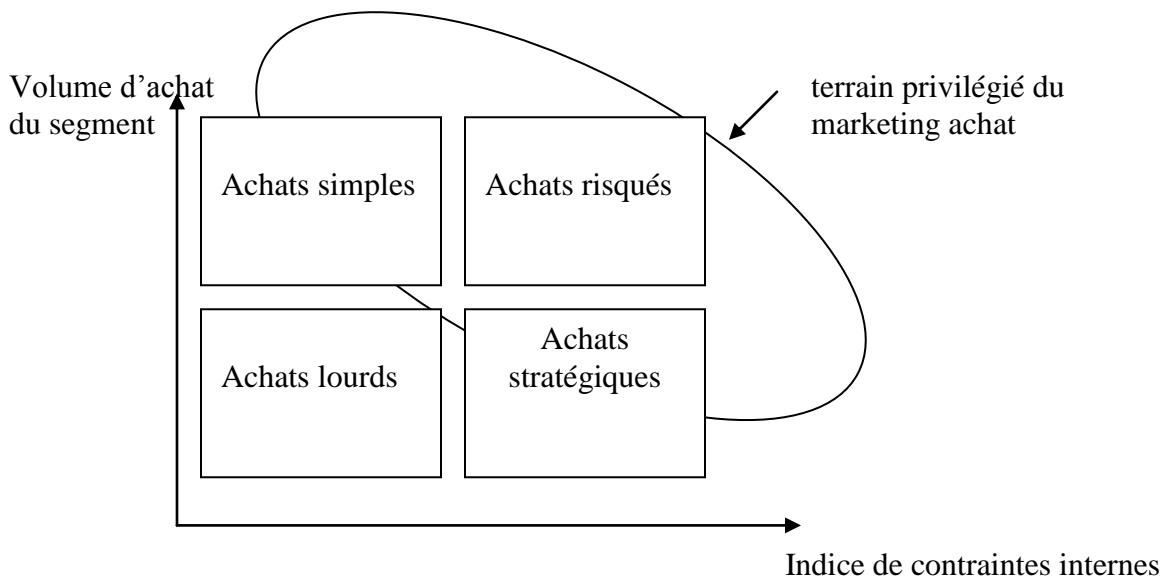 Volume d’achat
du segment
terrain privilégié du
marketing achat
Achats simples
Achats risqués
Achats lourds
Achats
stratégiques
Indice de contraintes internes